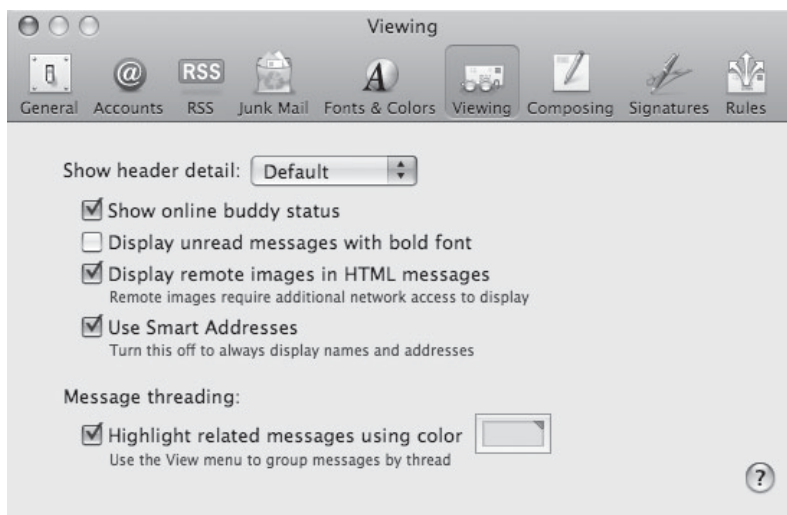 Viewing
@
RSS
A
General Accounts RSS Junk Mail Fonts & Colors Viewing Composing Signatures Rules
Show header detail: Default
Show online buddy status
Display unread messages with bold font
Display remote images in HTML messages
Remote images require additional network access to display
Use Smart Addresses
Turn this off to always display names and addresses
Message threading:
Highlight related messages using color
Use the View menu to group messages by thread
?